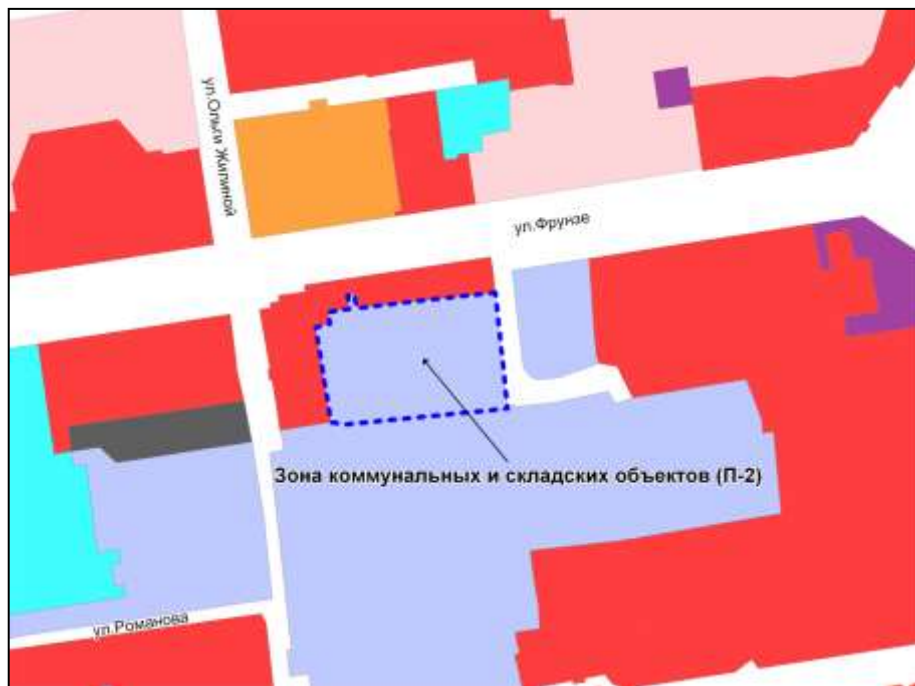 ул.Ольги Жилиной
ул.Фрунзе
Зона коммунальных и складских объектов (П-2)
ул.Романова